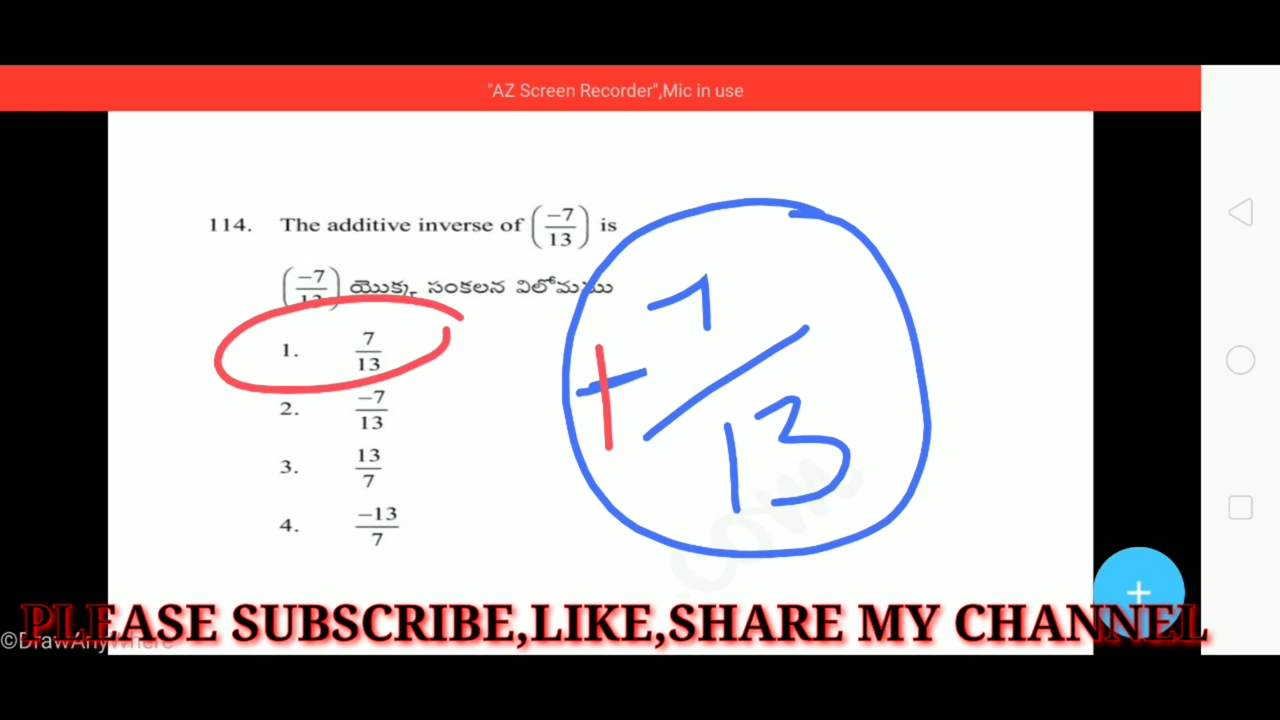 "AZ Screen Recorder",Mic in use
114. The additive inverse of (-7/13) is
(-7/13) యొక్క సంకలన విలోమము
1. 7/13
2. -7/13
3. 13/7
4. -13/7
+ 7/13
.com
PLEASE SUBSCRIBE,LIKE,SHARE MY CHANNEL
©DrawAnyWhere